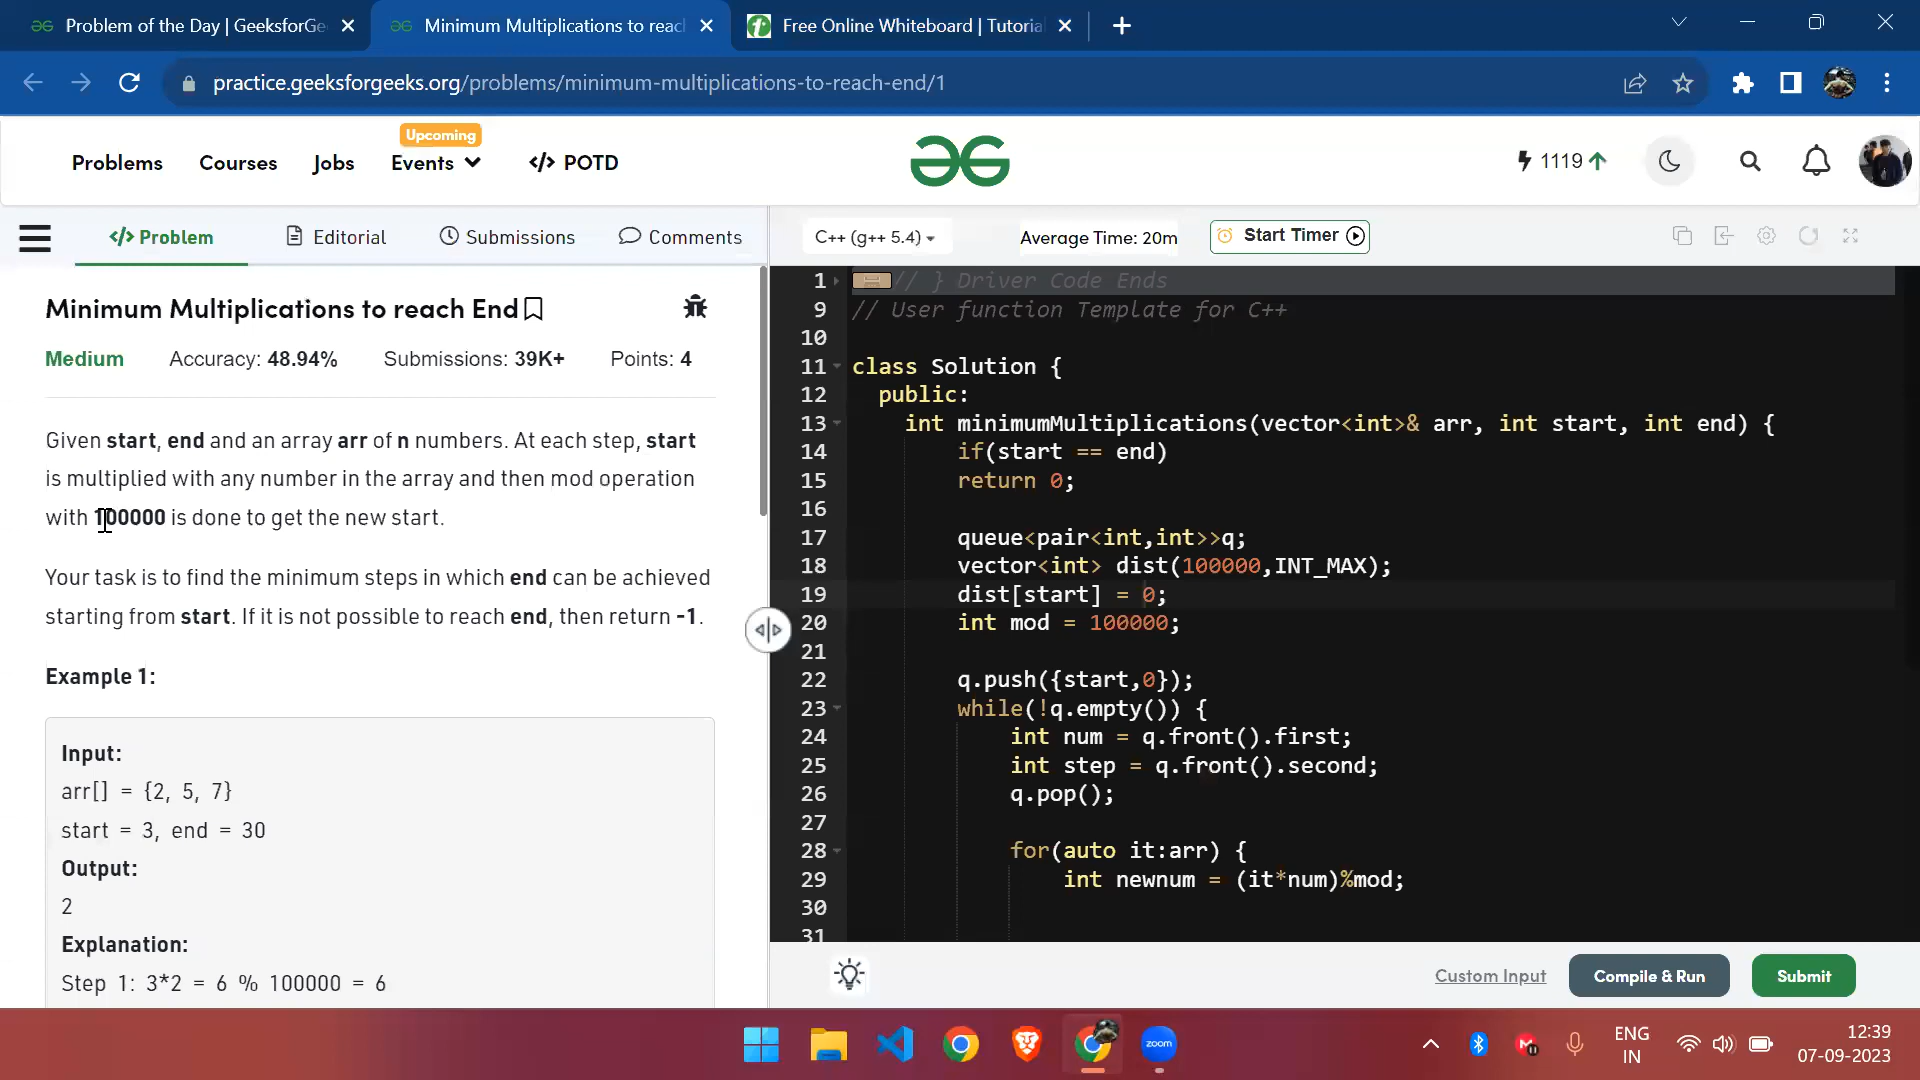 Problem of the Day | GeeksforGe
Minimum Multiplications to reac
Free Online Whiteboard | Tutoria
practice.geeksforgeeks.org/problems/minimum-multiplications-to-reach-end/1
Upcoming
Problems Courses Jobs Events </> POTD
1119
</> Problem Editorial Submissions Comments
C++ (g++ 5.4) Average Time: 20m Start Timer
Minimum Multiplications to reach End
Medium Accuracy: 48.94% Submissions: 39K+ Points: 4
Given start, end and an array arr of n numbers. At each step, start
is multiplied with any number in the array and then mod operation
with 100000 is done to get the new start.
Your task is to find the minimum steps in which end can be achieved
starting from start. If it is not possible to reach end, then return -1.
Example 1:
Input:
arr[] = {2, 5, 7}
start = 3, end = 30
Output:
2
Explanation:
Step 1: 3*2 = 6 % 100000 = 6
1 // } Driver Code Ends
9 // User function Template for C++
10
11 class Solution {
12 public:
13 int minimumMultiplications(vector<int>& arr, int start, int end) {
14 if(start == end)
15 return 0;
16
17 queue<pair<int,int>>q;
18 vector<int> dist(100000,INT_MAX);
19 dist[start] = 0;
20 int mod = 100000;
21
22 q.push({start,0});
23 while(!q.empty()) {
24 int num = q.front().first;
25 int step = q.front().second;
26 q.pop();
27
28 for(auto it:arr) {
29 int newnum = (it*num)%mod;
30
31
Custom Input Compile & Run Submit
zoom
ENG
IN
12:39
07-09-2023